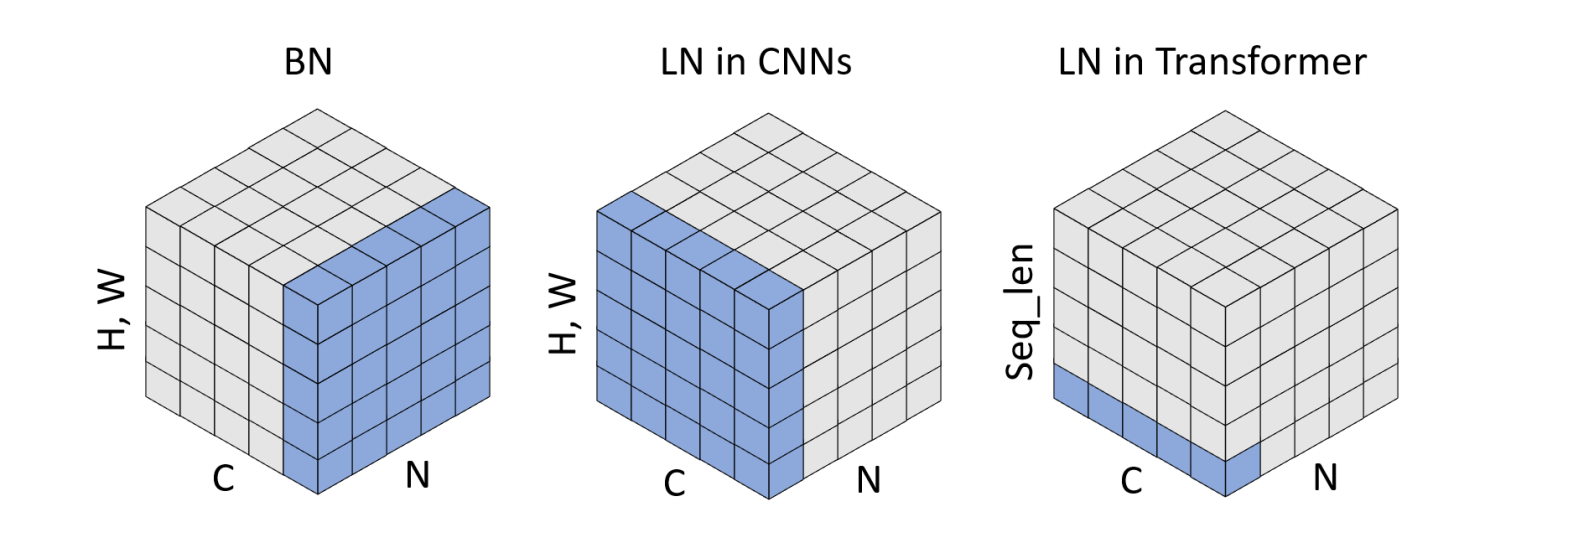 BN
LN in CNNs
LN in Transformer
H, W
C
N
H, W
C
N
Seq_len
C
N